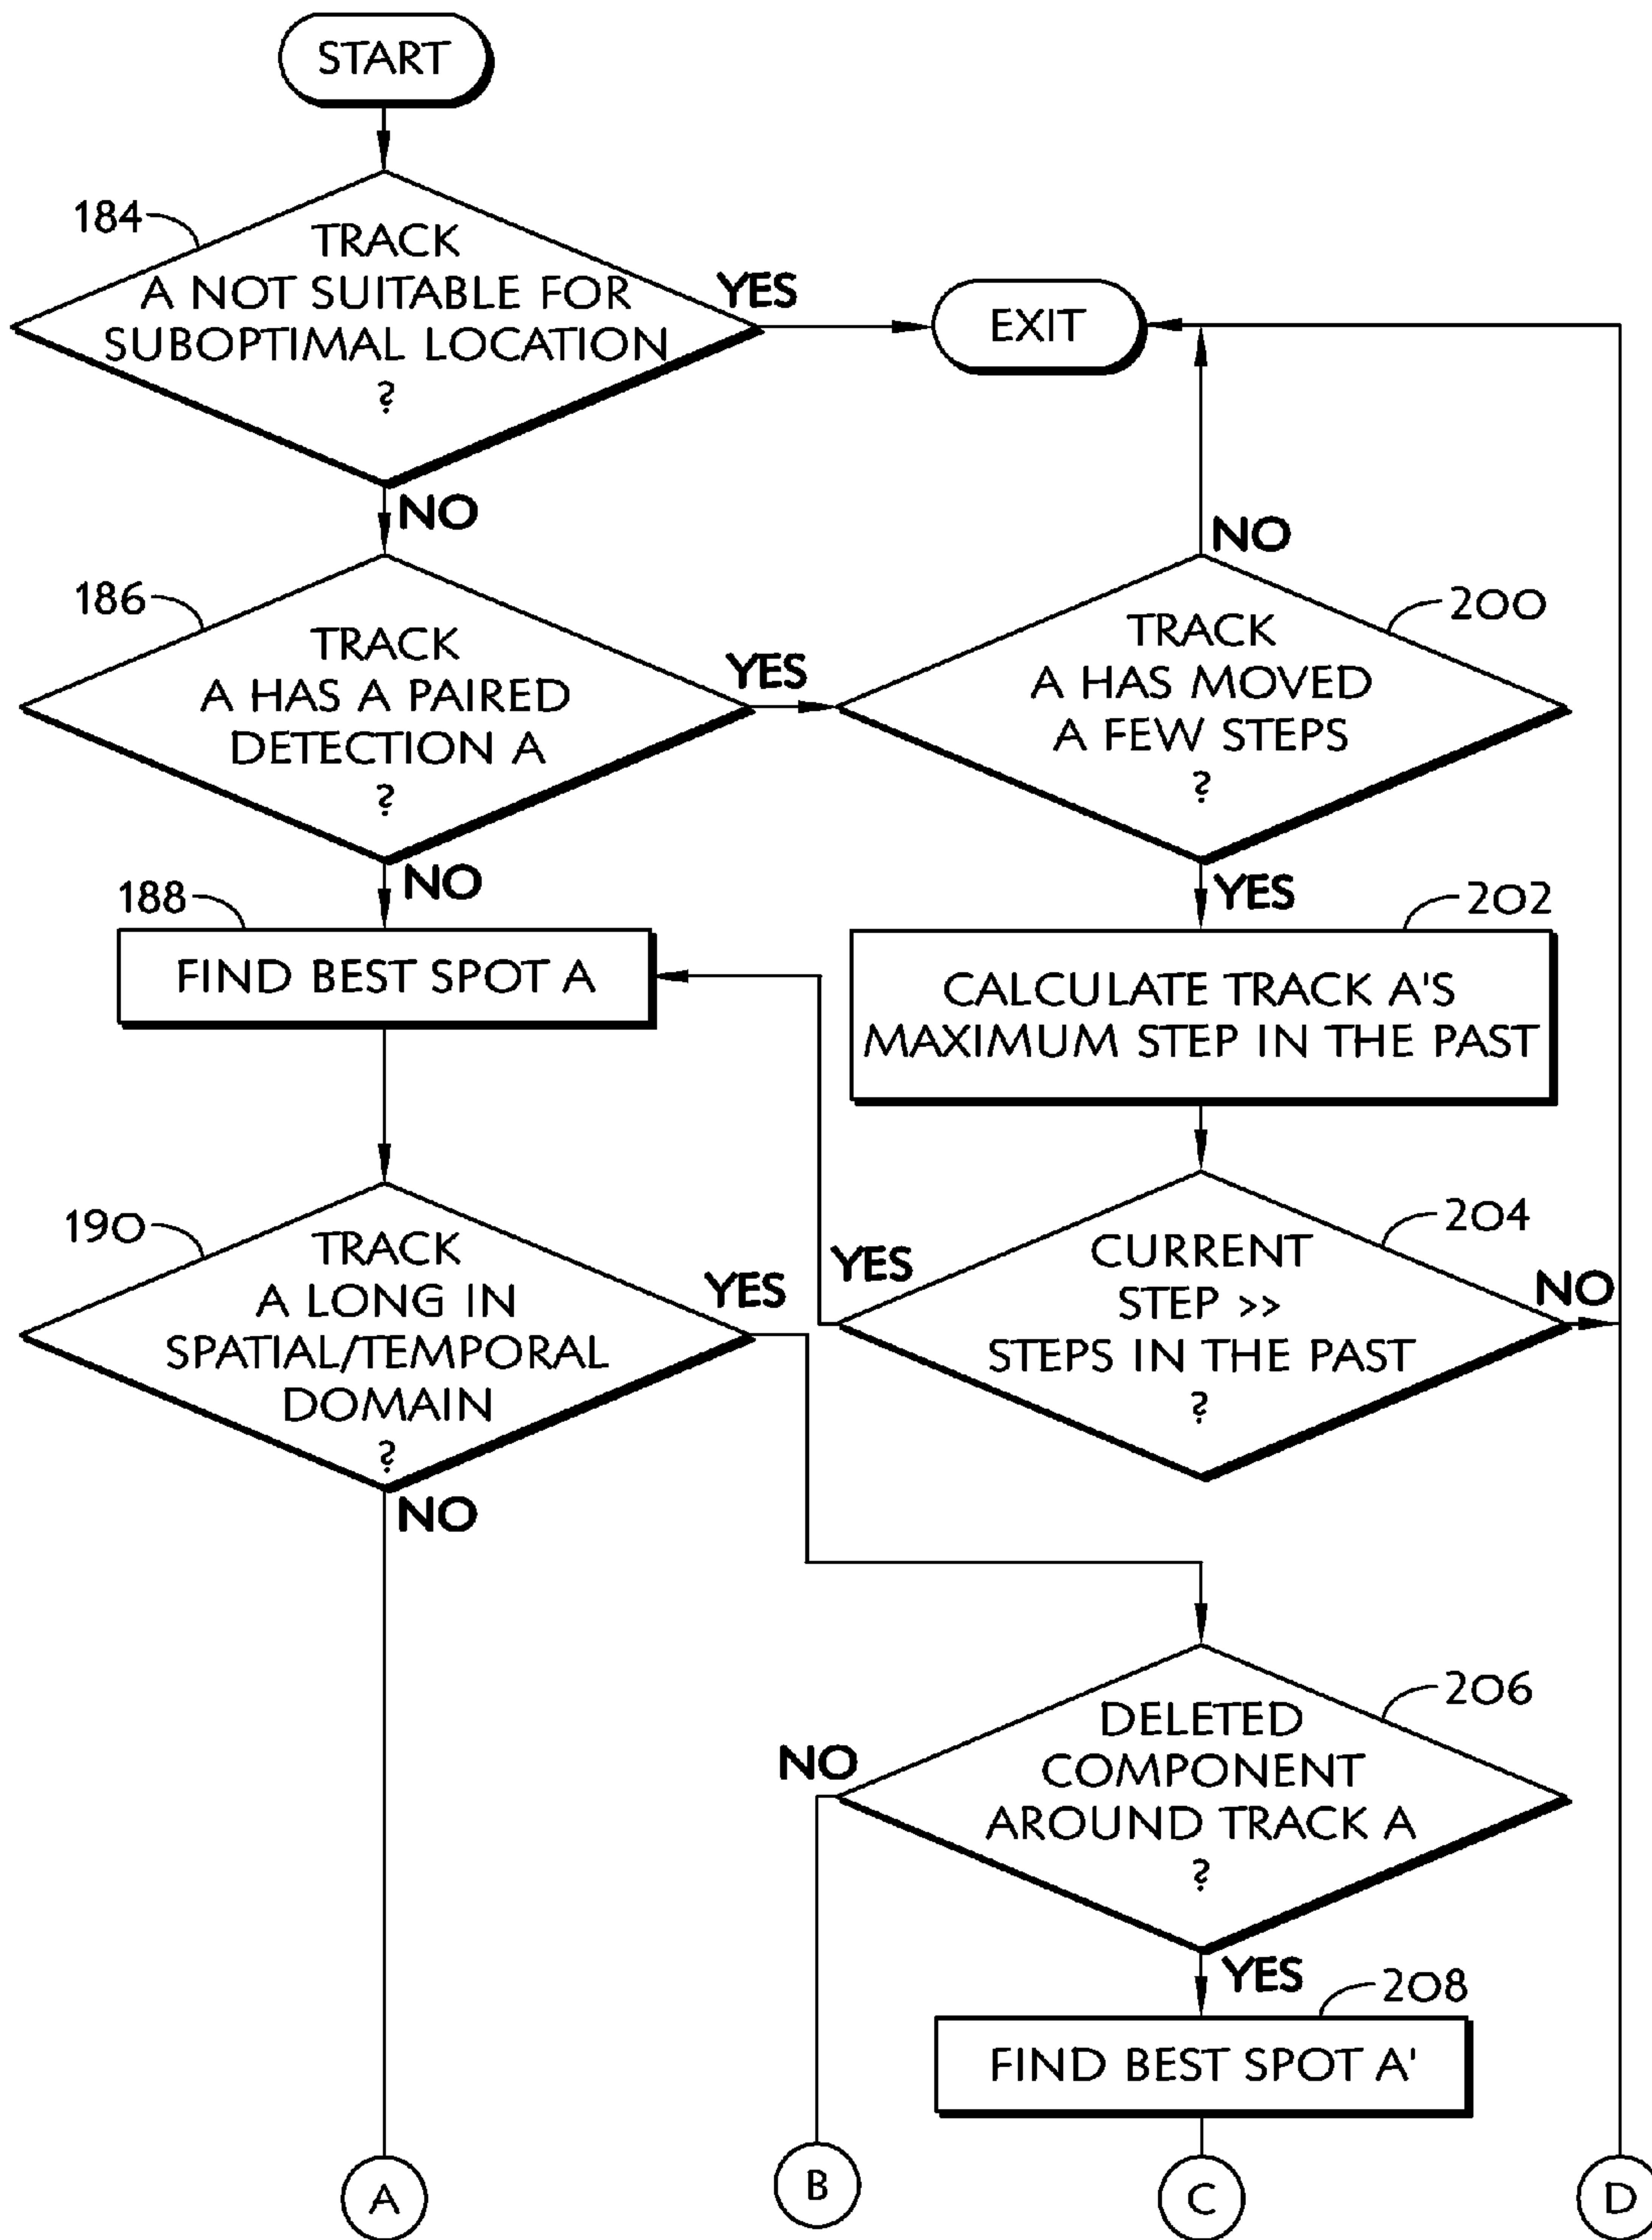 START
184
TRACK
A NOT SUITABLE FOR
SUBOPTIMAL LOCATION
?
YES
EXIT
NO
186
TRACK
A HAS A PAIRED
DETECTION A
?
YES
NO
NO
200
TRACK
A HAS MOVED
A FEW STEPS
?
YES
188
FIND BEST SPOT A
202
CALCULATE TRACK A'S
MAXIMUM STEP IN THE PAST
190
TRACK
A LONG IN
SPATIAL/TEMPORAL
DOMAIN
?
YES
NO
204
YES
CURRENT
STEP >>
STEPS IN THE PAST
?
NO
206
NO
DELETED
COMPONENT
AROUND TRACK A
?
YES
208
FIND BEST SPOT A'
A
B
C
D